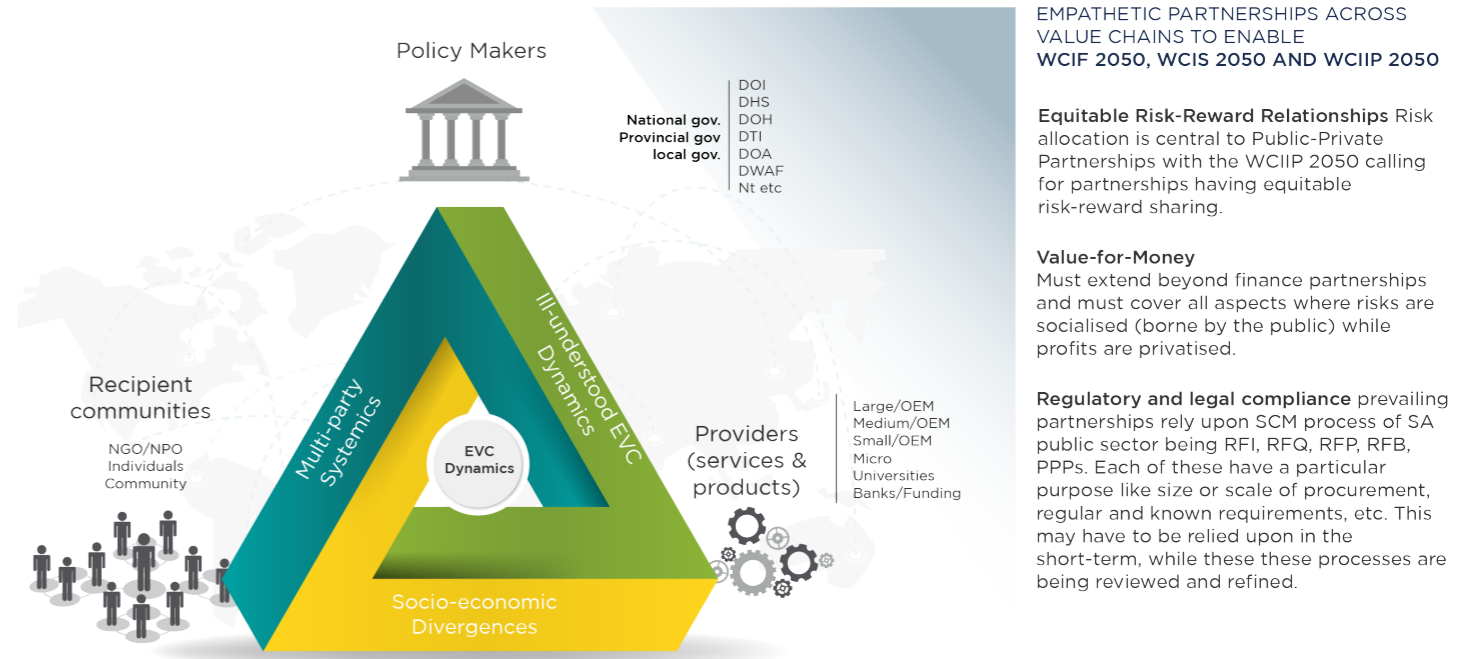 Policy Makers
National gov.
Provincial gov
local gov.
DOI
DHS
DOH
DTI
DOA
DWAF
Nt etc
Multi-party
Systemics
Ill-understood EVC
Dynamics
EVC
Dynamics
Socio-economic
Divergences
Recipient
communities
NGO/NPO
Individuals
Community
Providers
(services &
products)
Large/OEM
Medium/OEM
Small/OEM
Micro
Universities
Banks/Funding
EMPATHETIC PARTNERSHIPS ACROSS
VALUE CHAINS TO ENABLE
WCIF 2050, WCIS 2050 AND WCIIP 2050
Equitable Risk-Reward Relationships Risk
allocation is central to Public-Private
Partnerships with the WCIIP 2050 calling
for partnerships having equitable
risk-reward sharing.
Value-for-Money
Must extend beyond finance partnerships
and must cover all aspects where risks are
socialised (borne by the public) while
profits are privatised.
Regulatory and legal compliance prevailing
partnerships rely upon SCM process of SA
public sector being RFI, RFQ, RFP, RFB,
PPPs. Each of these have a particular
purpose like size or scale of procurement,
regular and known requirements, etc. This
may have to be relied upon in the
short-term, while these these processes are
being reviewed and refined.